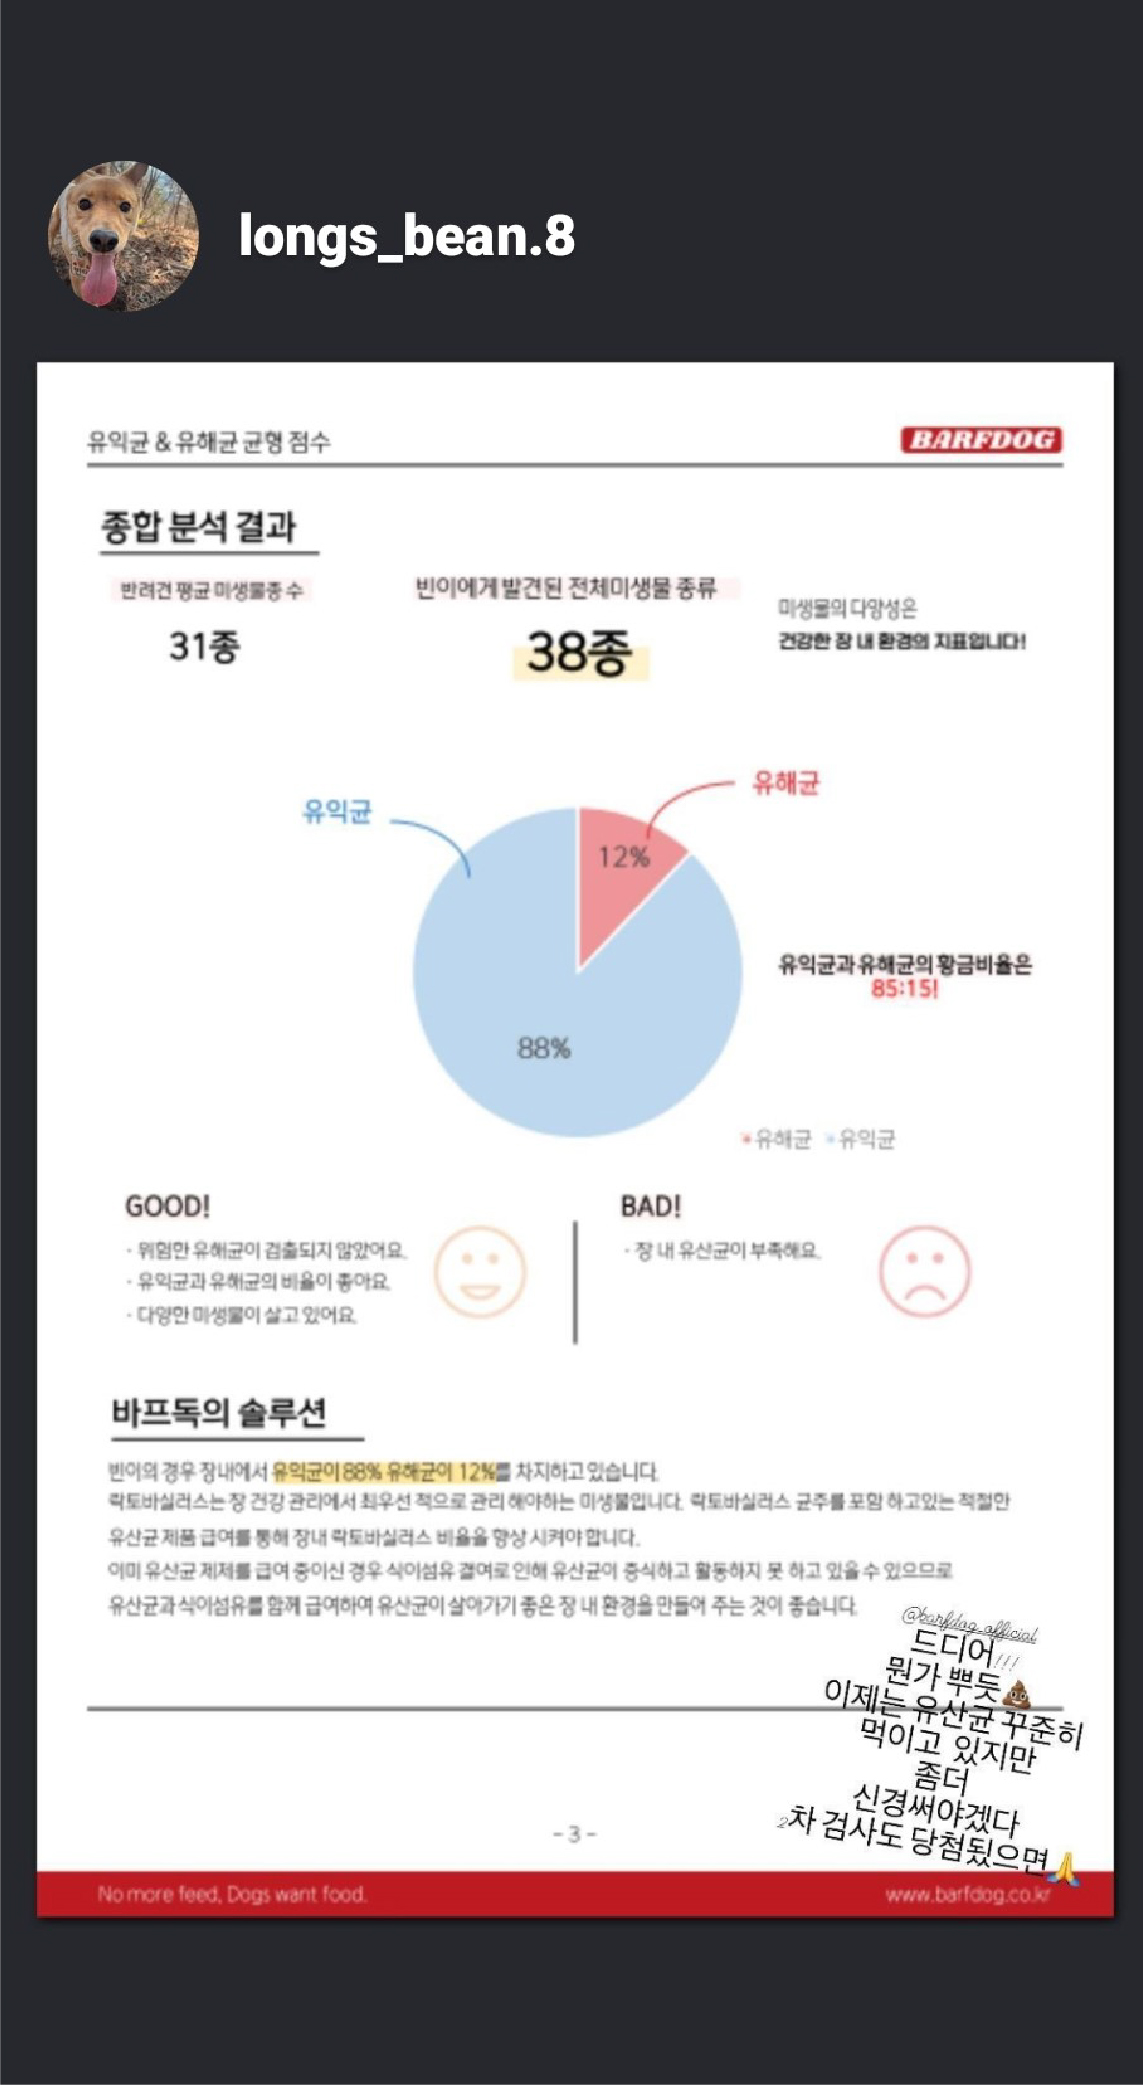 longs_bean.8
유익균 & 유해균 균형 점수
BARFDOG
종합 분석 결과
반려견 평균 미생물종 수
31종
빈이에게 발견된 전체미생물 종류
38종
미생물의 다양성은
건강한 장 내 환경의 지표입니다!
유익균
유해균
12%
88%
유익균과 유해균의 황금비율은
85:15!
유해균 유익균
GOOD!
· 위험한 유해균이 검출되지 않았어요.
· 유익균과 유해균의 비율이 좋아요.
· 다양한 미생물이 살고 있어요.
BAD!
· 장 내 유산균이 부족해요.
바프독의 솔루션
빈이의 경우 장내에서 유익균이 88% 유해균이 12%를 차지하고 있습니다.
락토바실러스는 장 건강 관리에서 최우선 적으로 관리 해야하는 미생물입니다. 락토바실러스 균주를 포함 하고있는 적절한
유산균 제품 급여를 통해 장내 락토바실러스 비율을 향상 시켜야 합니다.
이미 유산균 제제를 급여 중이신 경우 식이섬유 결여로 인해 유산균이 증식하고 활동하지 못 하고 있을 수 있으므로
유산균과 식이섬유를 함께 급여하여 유산균이 살아가기 좋은 장 내 환경을 만들어 주는 것이 좋습니다.
@barfdog_official
드디어!!!
뭔가 뿌듯💩
이제는 유산균 꾸준히
먹이고 있지만
좀더
신경써야겠다
2차 검사도 당첨됐으면🙏
- 3 -
No more feed, Dogs want food.
www.barfdog.co.kr